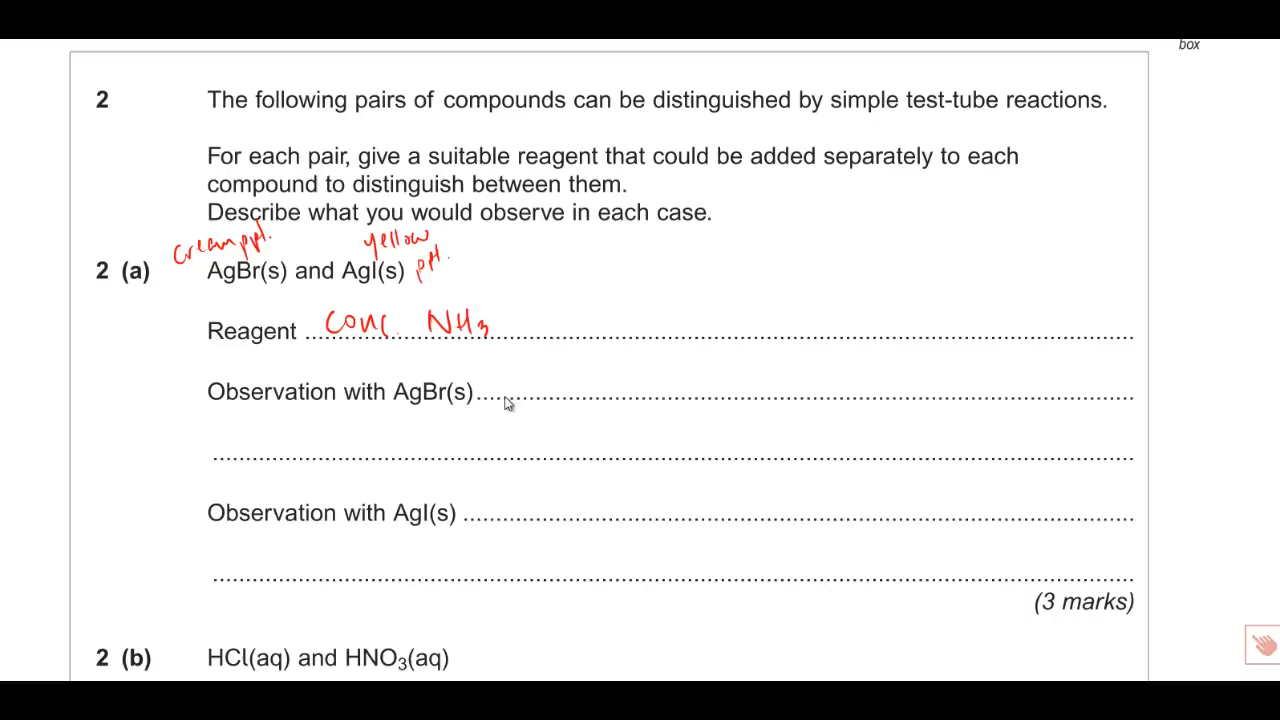 box
2 The following pairs of compounds can be distinguished by simple test-tube reactions.
For each pair, give a suitable reagent that could be added separately to each
compound to distinguish between them.
Describe what you would observe in each case.
cream ppt. yellow
2 (a) AgBr(s) and AgI(s) ppt.
Reagent conc. NH3
Observation with AgBr(s)
Observation with AgI(s)
(3 marks)
2 (b) HCl(aq) and HNO₃(aq)